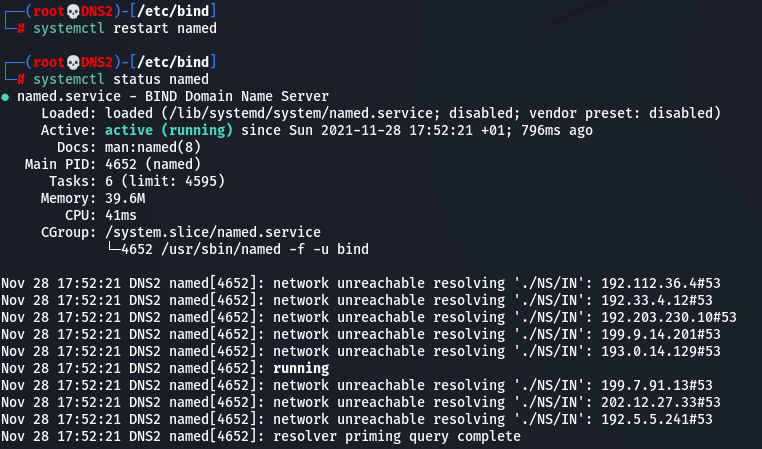 ┌──(root💀DNS2)-[/etc/bind]
└─# systemctl restart named
┌──(root💀DNS2)-[/etc/bind]
└─# systemctl status named
● named.service - BIND Domain Name Server
Loaded: loaded (/lib/systemd/system/named.service; disabled; vendor preset: disabled)
Active: active (running) since Sun 2021-11-28 17:52:21 +01; 796ms ago
Docs: man:named(8)
Main PID: 4652 (named)
Tasks: 6 (limit: 4595)
Memory: 39.6M
CPU: 41ms
CGroup: /system.slice/named.service
└─4652 /usr/sbin/named -f -u bind
Nov 28 17:52:21 DNS2 named[4652]: network unreachable resolving './NS/IN': 192.112.36.4#53
Nov 28 17:52:21 DNS2 named[4652]: network unreachable resolving './NS/IN': 192.33.4.12#53
Nov 28 17:52:21 DNS2 named[4652]: network unreachable resolving './NS/IN': 192.203.230.10#53
Nov 28 17:52:21 DNS2 named[4652]: network unreachable resolving './NS/IN': 199.9.14.201#53
Nov 28 17:52:21 DNS2 named[4652]: network unreachable resolving './NS/IN': 193.0.14.129#53
Nov 28 17:52:21 DNS2 named[4652]: running
Nov 28 17:52:21 DNS2 named[4652]: network unreachable resolving './NS/IN': 199.7.91.13#53
Nov 28 17:52:21 DNS2 named[4652]: network unreachable resolving './NS/IN': 202.12.27.33#53
Nov 28 17:52:21 DNS2 named[4652]: network unreachable resolving './NS/IN': 192.5.5.241#53
Nov 28 17:52:21 DNS2 named[4652]: resolver priming query complete